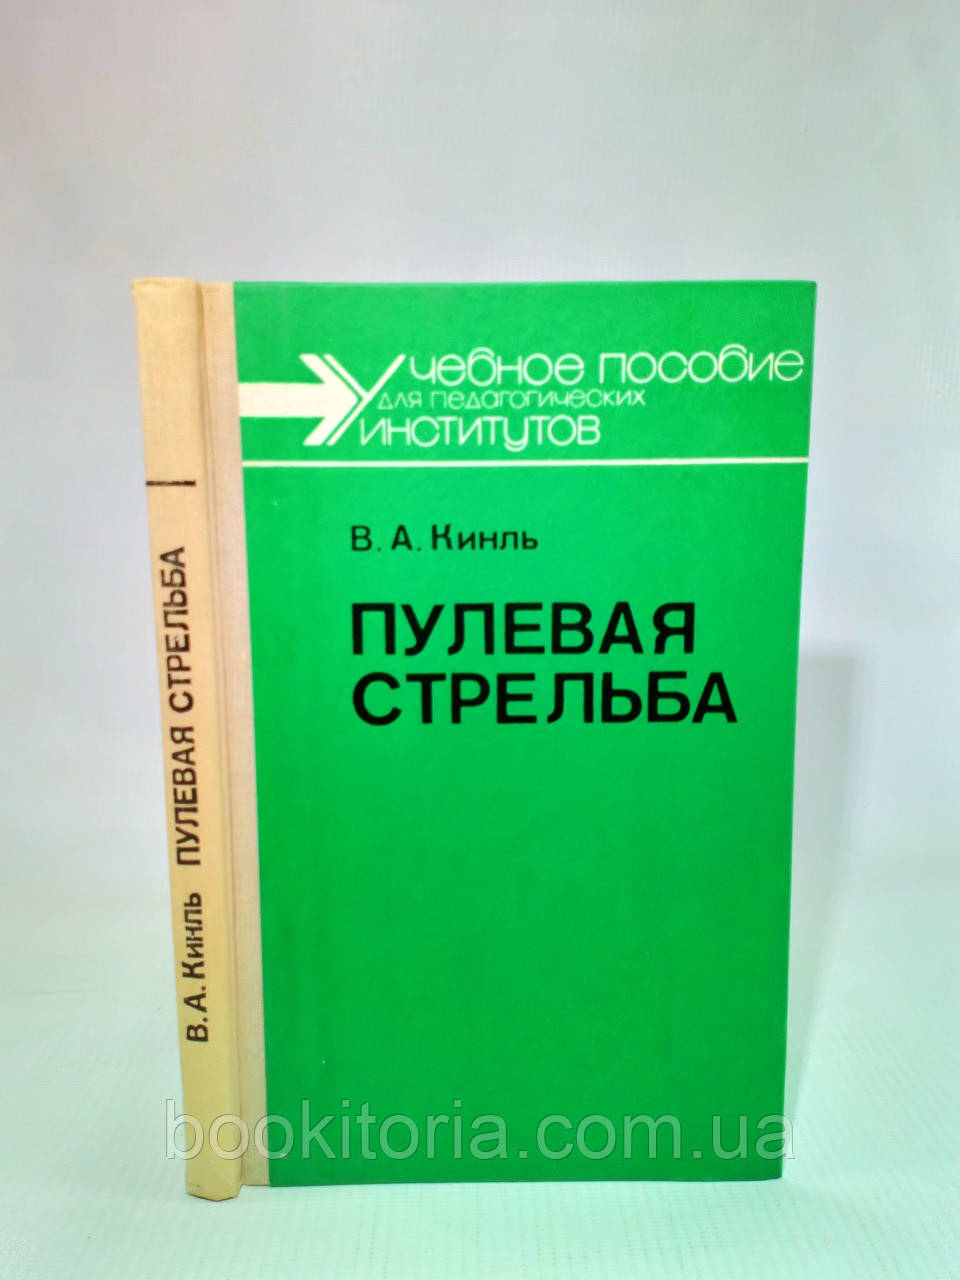 Учебное пособие
для педагогических
институтов
В. А. Кинль
ПУЛЕВАЯ
СТРЕЛЬБА
В. А. Кинль ПУЛЕВАЯ СТРЕЛЬБА
bookitoria.com.ua